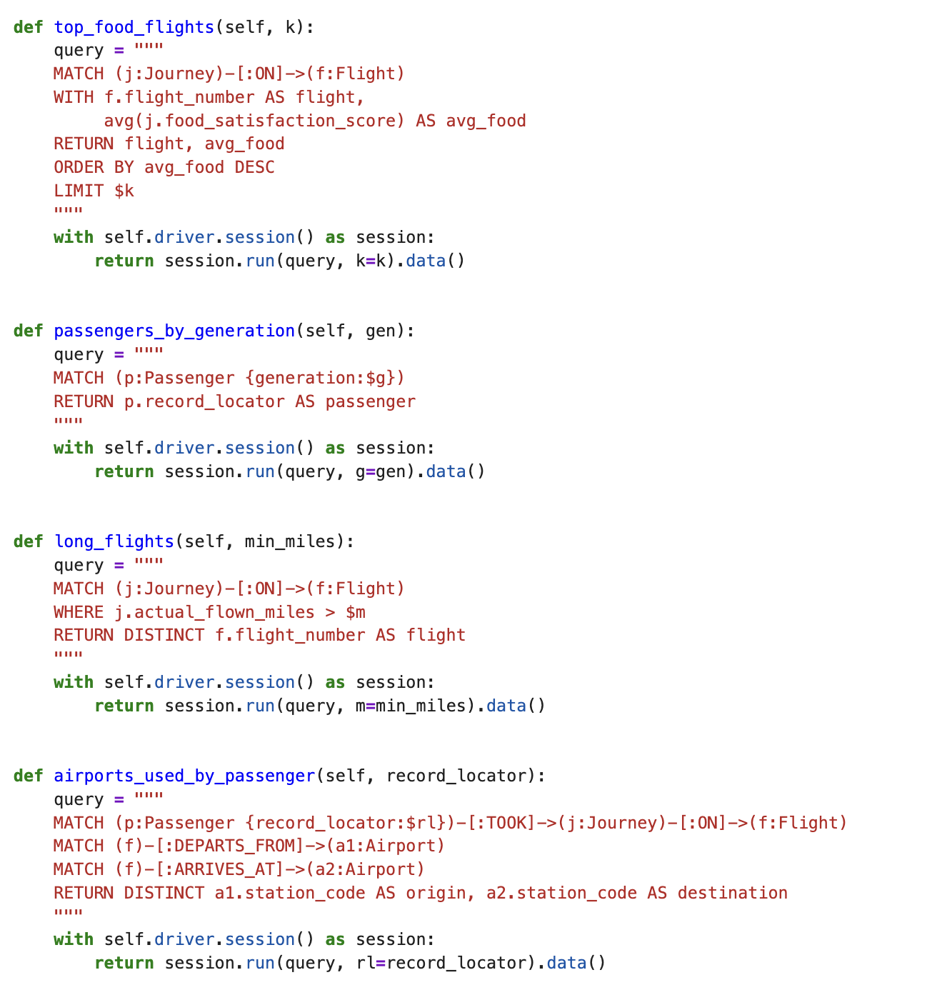 def top_food_flights(self, k):
    query = """
    MATCH (j:Journey)-[:ON]->(f:Flight)
    WITH f.flight_number AS flight,
         avg(j.food_satisfaction_score) AS avg_food
    RETURN flight, avg_food
    ORDER BY avg_food DESC
    LIMIT $k
    """
    with self.driver.session() as session:
        return session.run(query, k=k).data()

def passengers_by_generation(self, gen):
    query = """
    MATCH (p:Passenger {generation:$g})
    RETURN p.record_locator AS passenger
    """
    with self.driver.session() as session:
        return session.run(query, g=gen).data()

def long_flights(self, min_miles):
    query = """
    MATCH (j:Journey)-[:ON]->(f:Flight)
    WHERE j.actual_flown_miles > $m
    RETURN DISTINCT f.flight_number AS flight
    """
    with self.driver.session() as session:
        return session.run(query, m=min_miles).data()

def airports_used_by_passenger(self, record_locator):
    query = """
    MATCH (p:Passenger {record_locator:$rl})-[:TOOK]->(j:Journey)-[:ON]->(f:Flight)
    MATCH (f)-[:DEPARTS_FROM]->(a1:Airport)
    MATCH (f)-[:ARRIVES_AT]->(a2:Airport)
    RETURN DISTINCT a1.station_code AS origin, a2.station_code AS destination
    """
    with self.driver.session() as session:
        return session.run(query, rl=record_locator).data()